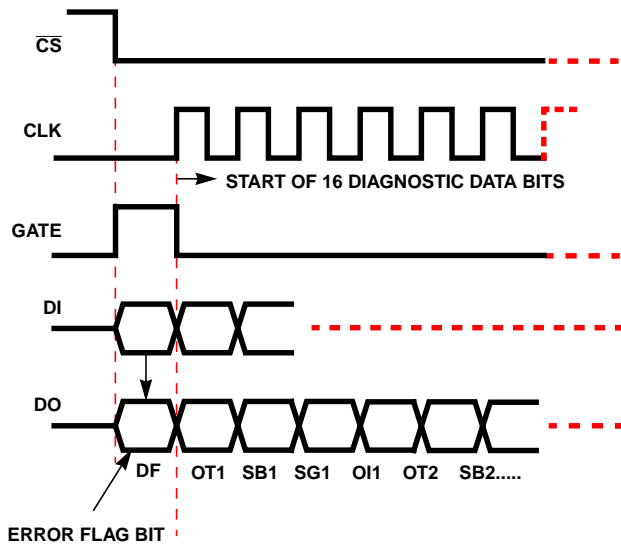 CS
CLK
START OF 16 DIAGNOSTIC DATA BITS
GATE
DI
DO
DF OT1 SB1 SG1 OI1 OT2 SB2.....
ERROR FLAG BIT